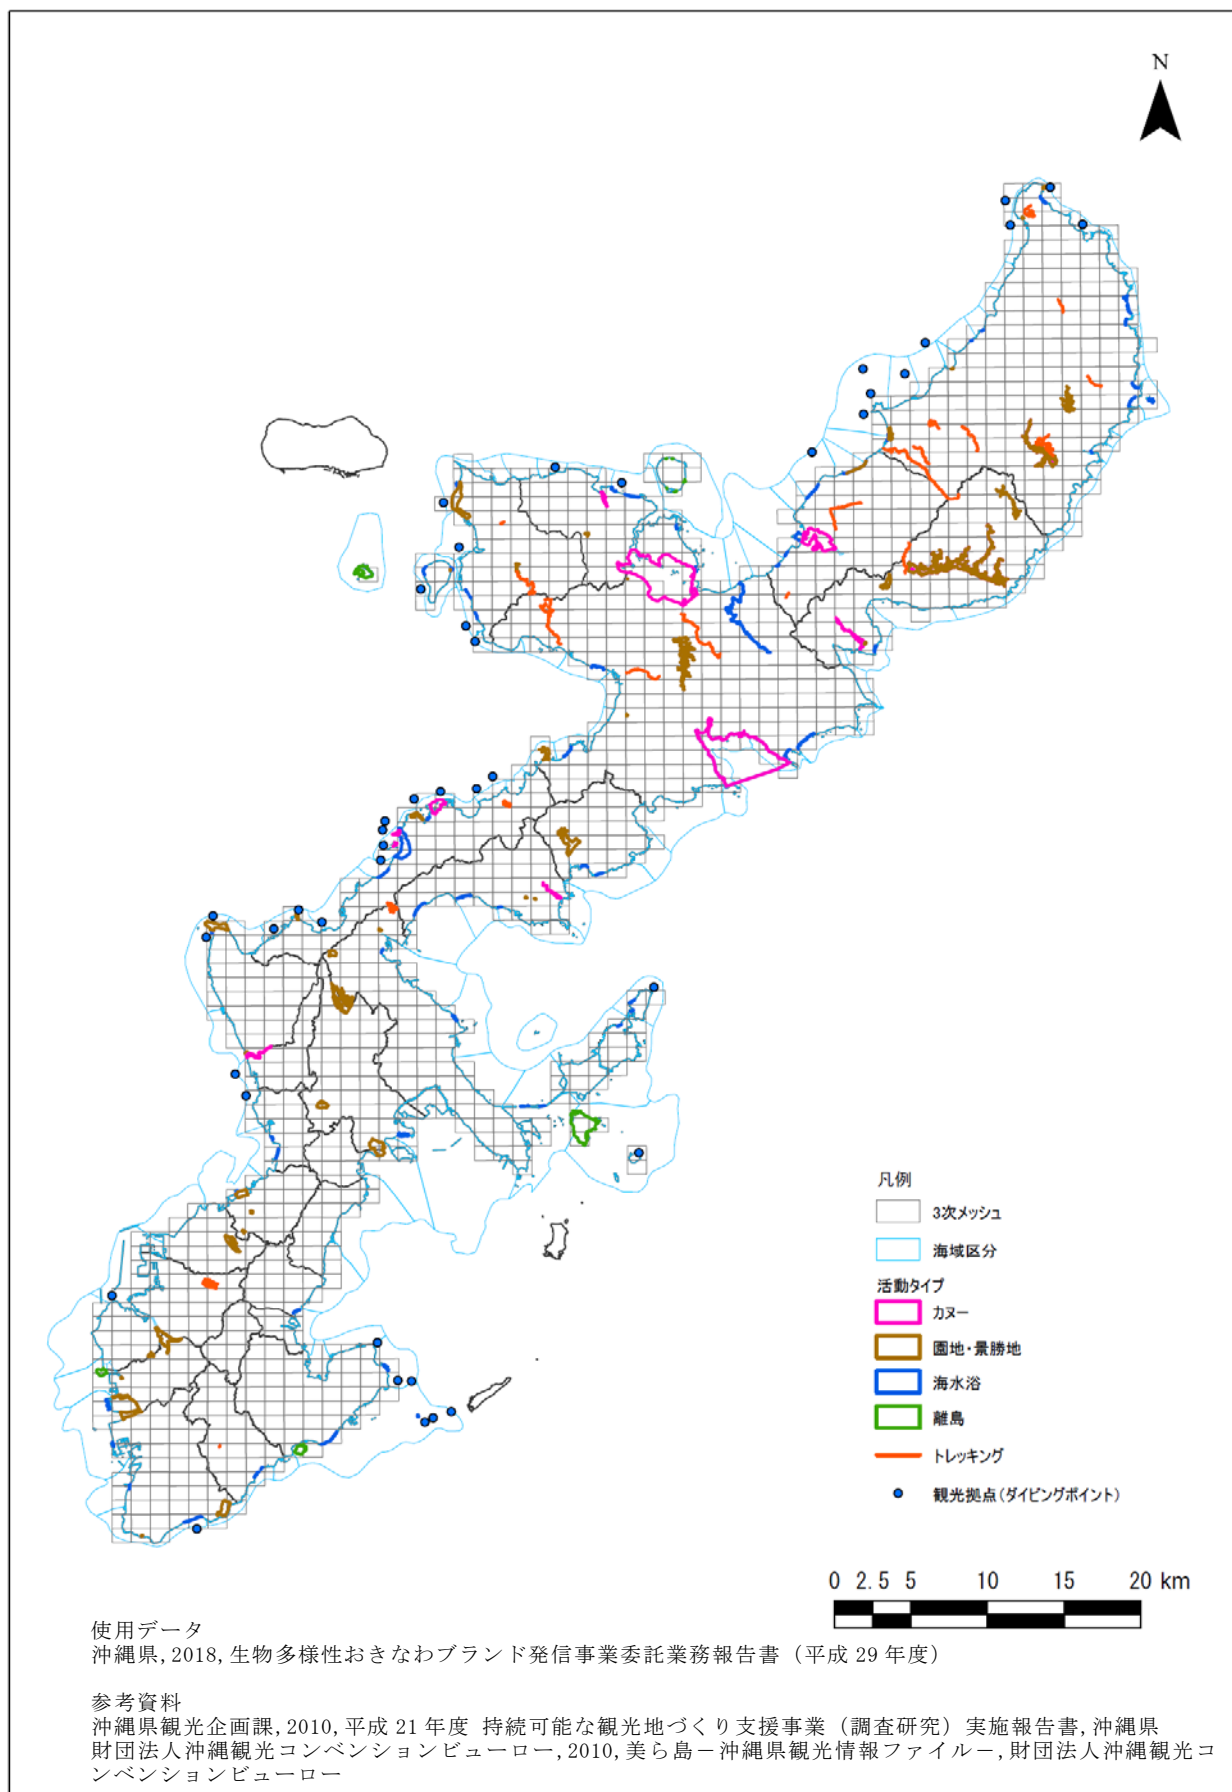 N
凡例
3次メッシュ
海域区分
活動タイプ
カヌー
園地・景勝地
海水浴
離島
トレッキング
観光拠点(ダイビングポイント)
0 2.5 5 10 15 20 km
使用データ
沖縄県,2018,生物多様性おきなわブランド発信事業委託業務報告書（平成 29 年度）
参考資料
沖縄県観光企画課,2010,平成 21 年度 持続可能な観光地づくり支援事業（調査研究）実施報告書,沖縄県
財団法人沖縄観光コンベンションビューロー,2010,美ら島－沖縄県観光情報ファイル－,財団法人沖縄観光コ
ンベンションビューロー